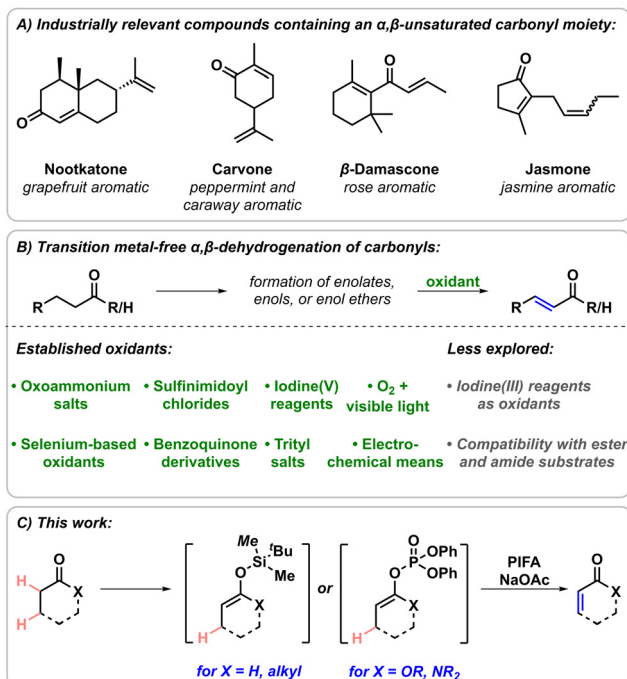 A) Industrially relevant compounds containing an α,β-unsaturated carbonyl moiety:
O
O
O
O
Nootkatone
grapefruit aromatic
Carvone
peppermint and
caraway aromatic
β-Damascone
rose aromatic
Jasmone
jasmine aromatic
B) Transition metal-free α,β-dehydrogenation of carbonyls:
R
O
R/H
formation of enolates,
enols, or enol ethers
oxidant
R
O
R/H
Established oxidants:
Less explored:
• Oxoammonium
salts
• Sulfinimidoyl
chlorides
• Iodine(V)
reagents
• O2 +
visible light
• Iodine(III) reagents
as oxidants
• Selenium-based
oxidants
• Benzoquinone
derivatives
• Trityl
salts
• Electro-
chemical means
• Compatibility with ester
and amide substrates
C) This work:
H
H
O
X
Me
tBu
Si
O
Me
X
H
or
O
P
OPh
OPh
O
X
H
PIFA
NaOAc
O
X
for X = H, alkyl
for X = OR, NR2